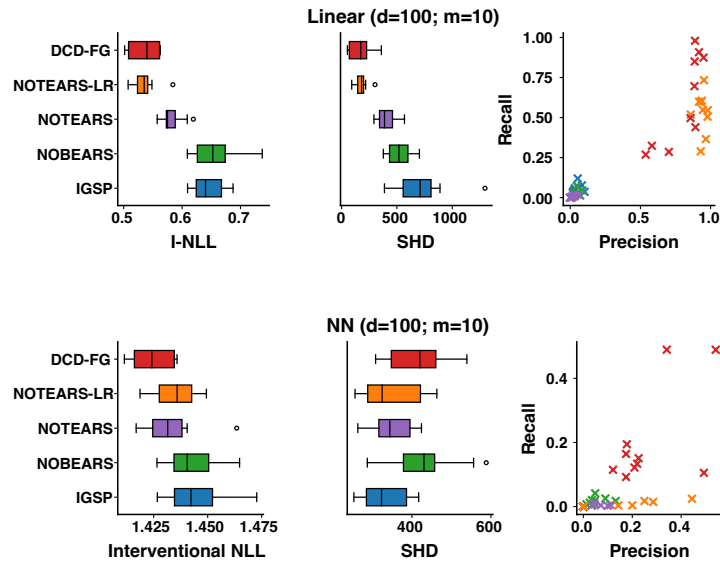 Linear (d=100; m=10)
DCD-FG
NOTEARS-LR
NOTEARS
NOBEARS
IGSP
0.5 0.6 0.7
I-NLL
0 500 1000
SHD
1.00
0.75
0.50
0.25
0.00
Recall
0.0 0.5 1.0
Precision
NN (d=100; m=10)
DCD-FG
NOTEARS-LR
NOTEARS
NOBEARS
IGSP
1.425 1.450 1.475
Interventional NLL
400 600
SHD
0.4
0.2
0.0
Recall
0.0 0.2 0.4
Precision